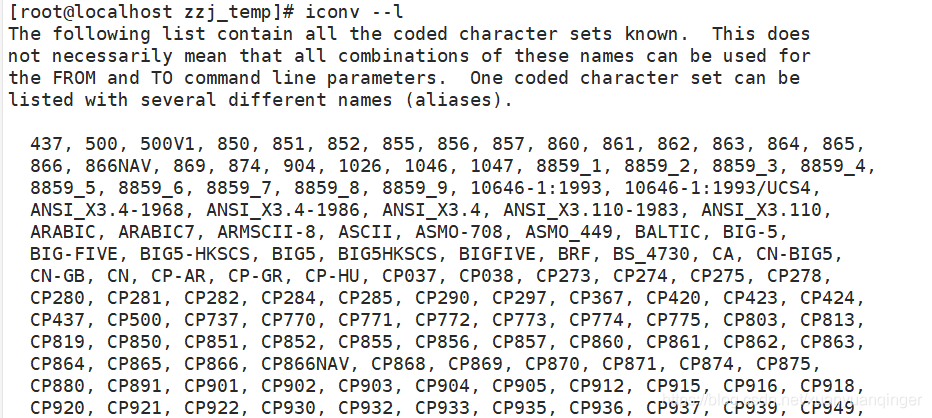 [root@localhost zzj_temp]# iconv --l
The following list contain all the coded character sets known.  This does
not necessarily mean that all combinations of these names can be used for
the FROM and TO command line parameters.  One coded character set can be
listed with several different names (aliases).
437, 500, 500V1, 850, 851, 852, 855, 856, 857, 860, 861, 862, 863, 864, 865,
866, 866NAV, 869, 874, 904, 1026, 1046, 1047, 8859_1, 8859_2, 8859_3, 8859_4,
8859_5, 8859_6, 8859_7, 8859_8, 8859_9, 10646-1:1993, 10646-1:1993/UCS4,
ANSI_X3.4-1968, ANSI_X3.4-1986, ANSI_X3.4, ANSI_X3.110-1983, ANSI_X3.110,
ARABIC, ARABIC7, ARMSCII-8, ASCII, ASMO-708, ASMO_449, BALTIC, BIG-5,
BIG-FIVE, BIG5-HKSCS, BIG5, BIG5HKSCS, BIGFIVE, BRF, BS_4730, CA, CN-BIG5,
CN-GB, CN, CP-AR, CP-GR, CP-HU, CP037, CP038, CP273, CP274, CP275, CP278,
CP280, CP281, CP282, CP284, CP285, CP290, CP297, CP367, CP420, CP423, CP424,
CP437, CP500, CP737, CP770, CP771, CP772, CP773, CP774, CP775, CP803, CP813,
CP819, CP850, CP851, CP852, CP855, CP856, CP857, CP860, CP861, CP862, CP863,
CP864, CP865, CP866, CP866NAV, CP868, CP869, CP870, CP871, CP874, CP875,
CP880, CP891, CP901, CP902, CP903, CP904, CP905, CP912, CP915, CP916, CP918,
CP920, CP921, CP922, CP930, CP932, CP933, CP935, CP936, CP937, CP939, CP949,